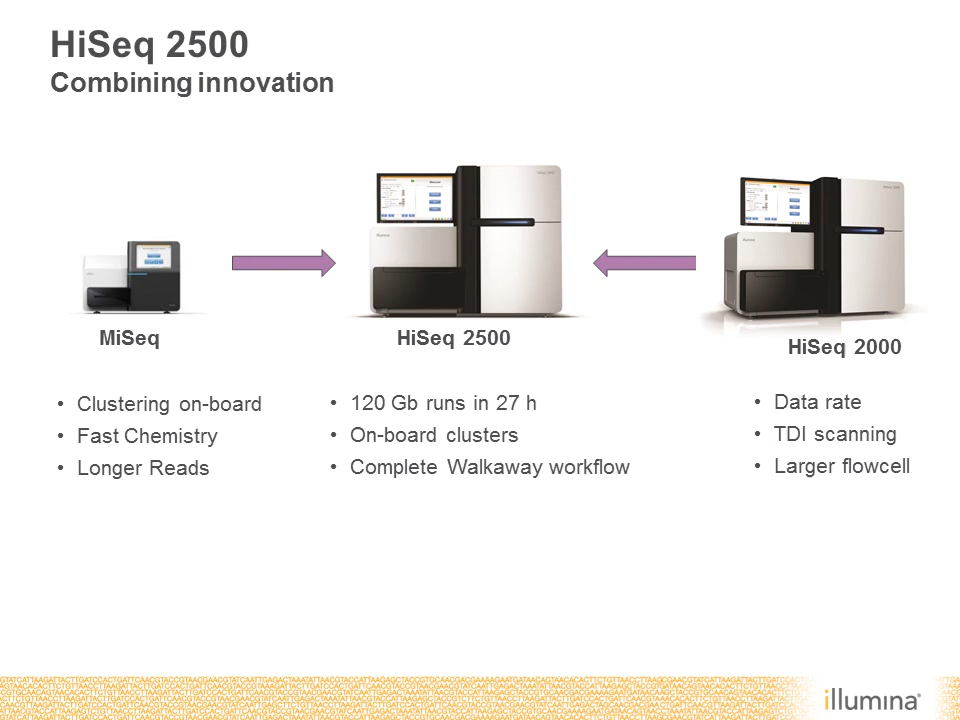 HiSeq 2500
Combining innovation
MiSeq
HiSeq 2500
HiSeq 2000
• Clustering on-board
• Fast Chemistry
• Longer Reads
• 120 Gb runs in 27 h
• On-board clusters
• Complete Walkaway workflow
• Data rate
• TDI scanning
• Larger flowcell
illumina®